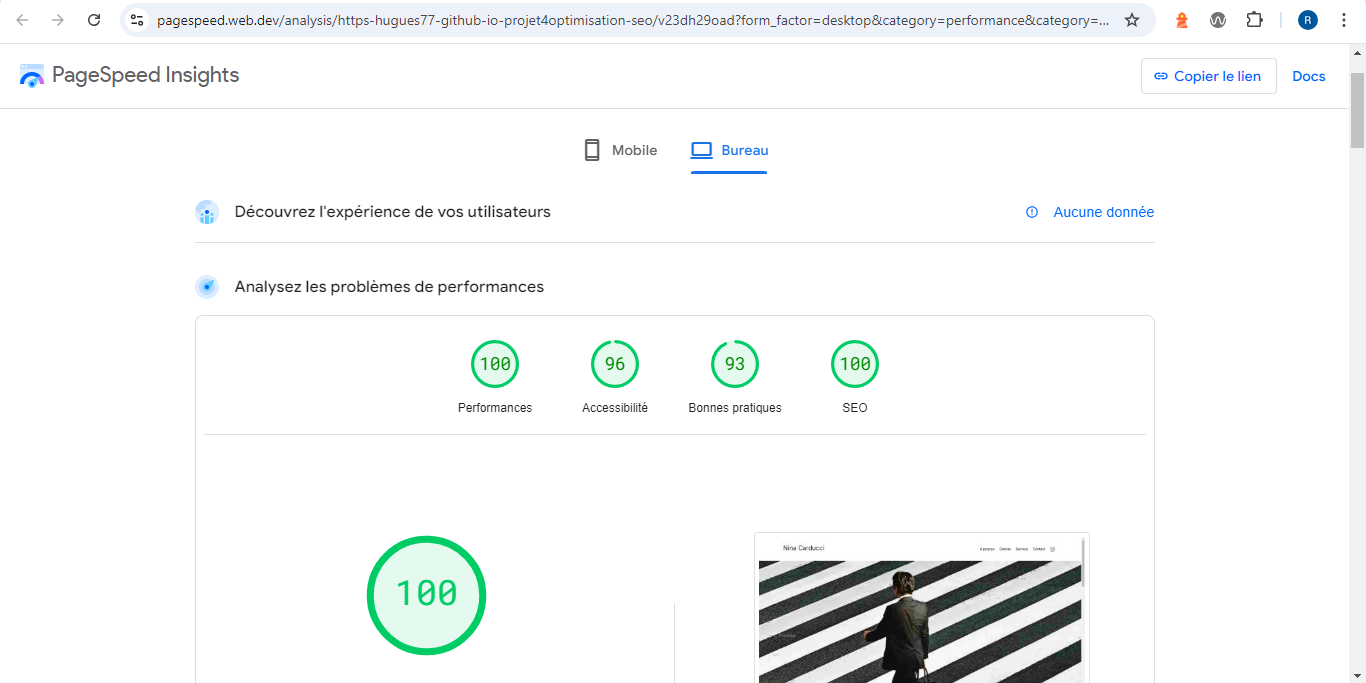 pagespeed.web.dev/analysis/https-hugues77-github-io-projet4optimisation-seo/v23dh29oad?form_factor=desktop&category=performance&category=...
R
PageSpeed Insights
Copier le lien
Docs
Mobile
Bureau
Découvrez l'expérience de vos utilisateurs
Aucune donnée
Analysez les problèmes de performances
100
96
93
100
Performances
Accessibilité
Bonnes pratiques
SEO
100
Nina Carducci
À propos Galerie Service Contact